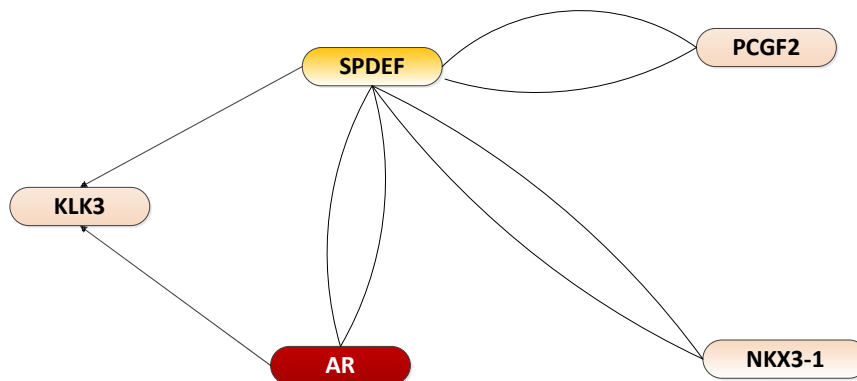 SPDEF
PCGF2
KLK3
AR
NKX3-1